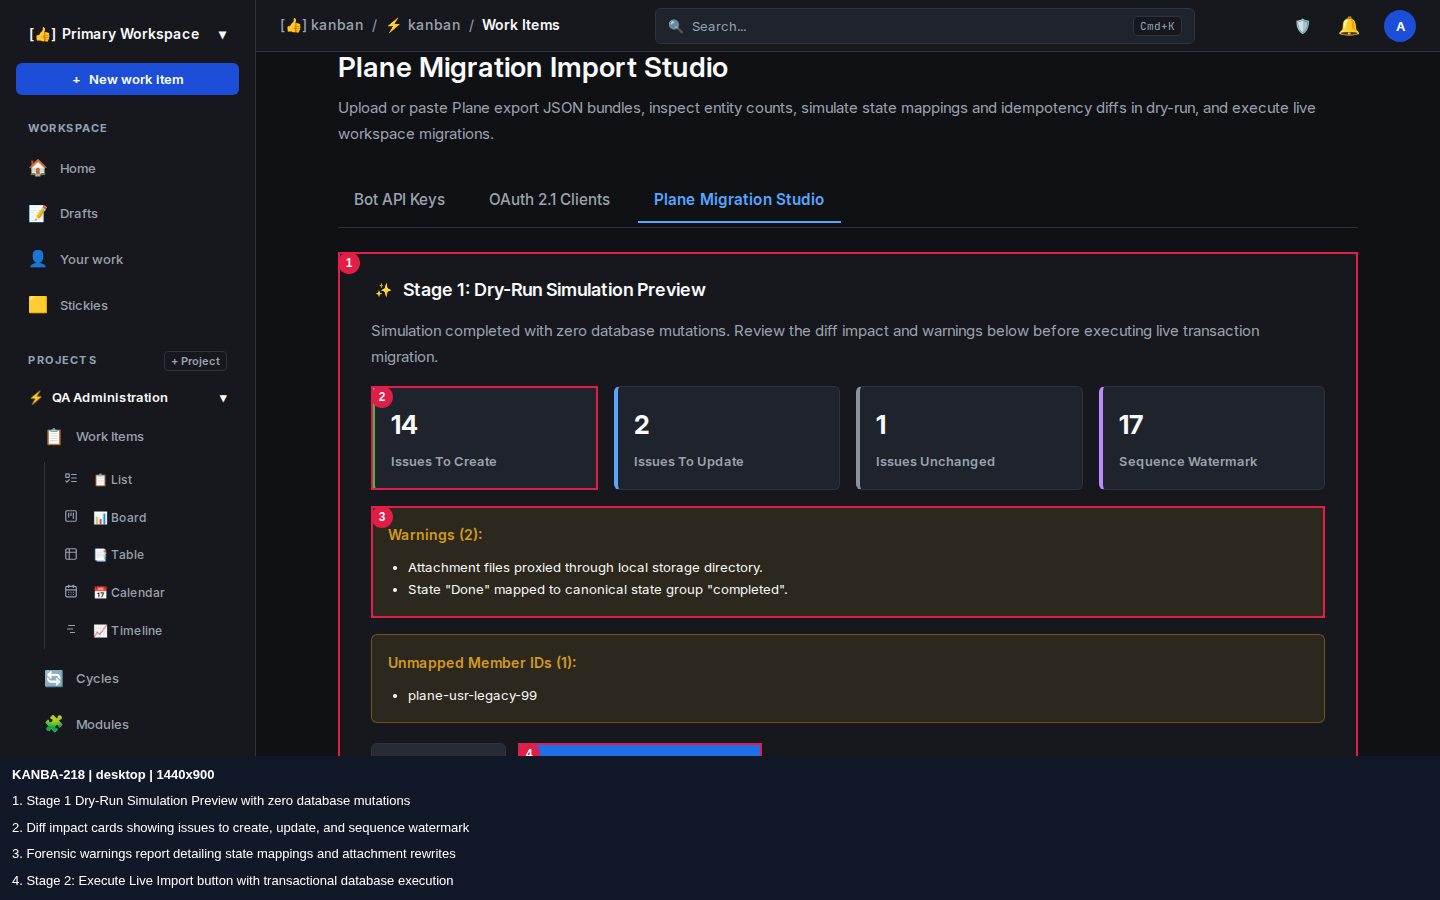 [👍] Primary Workspace ▼
+ New work item
WORKSPACE
🏠 Home
📝 Drafts
👤 Your work
🟨 Stickies
PROJECTS + Project
⚡ QA Administration ▼
📋 Work Items
📋 List
📊 Board
📑 Table
📅 Calendar
📈 Timeline
🔄 Cycles
🧩 Modules
[👍] kanban / ⚡ kanban / Work Items
🔍 Search... Cmd+K
A
Plane Migration Import Studio
Upload or paste Plane export JSON bundles, inspect entity counts, simulate state mappings and idempotency diffs in dry-run, and execute live
workspace migrations.
Bot API Keys OAuth 2.1 Clients Plane Migration Studio
1
✨ Stage 1: Dry-Run Simulation Preview
Simulation completed with zero database mutations. Review the diff impact and warnings below before executing live transaction
migration.
2
14
Issues To Create
2
Issues To Update
1
Issues Unchanged
17
Sequence Watermark
3
Warnings (2):
• Attachment files proxied through local storage directory.
• State "Done" mapped to canonical state group "completed".
Unmapped Member IDs (1):
• plane-usr-legacy-99
4
KANBA-218 | desktop | 1440x900
1. Stage 1 Dry-Run Simulation Preview with zero database mutations
2. Diff impact cards showing issues to create, update, and sequence watermark
3. Forensic warnings report detailing state mappings and attachment rewrites
4. Stage 2: Execute Live Import button with transactional database execution